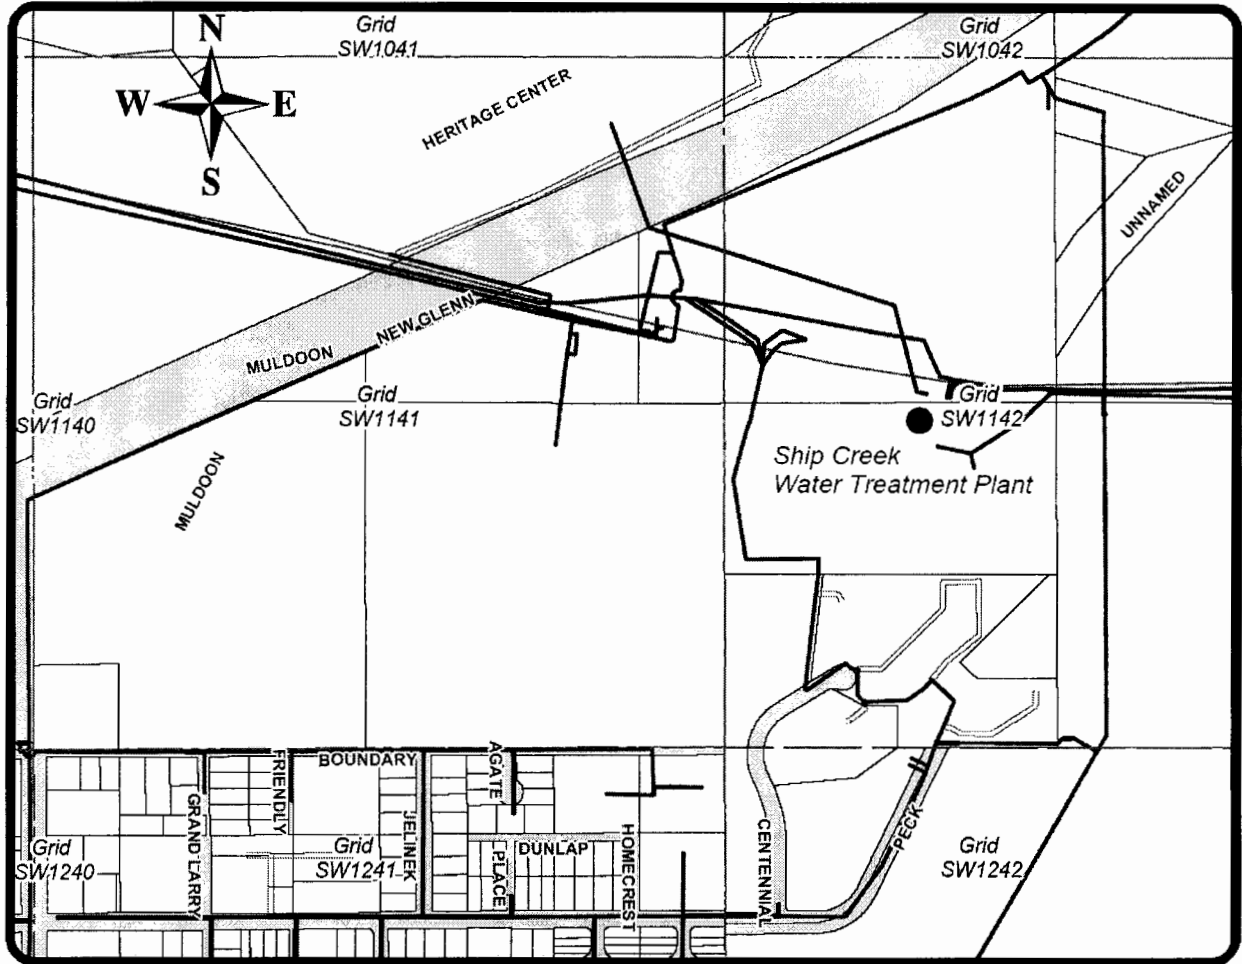 Grid
SW1041
Grid
SW1042
N
W
E
S
HERITAGE CENTER
UNNAMED
NEW GLENN
MULDOON
Grid
SW1140
Grid
SW1141
Grid
SW1142
Ship Creek
Water Treatment Plant
MULDOON
FRIENDLY
BOUNDARY
AGATE
GRAND LARRY
JELINEK
DUNLAP
PLACE
HOMECREST
CENTENNIAL
PECK
Grid
SW1240
Grid
SW1241
Grid
SW1242